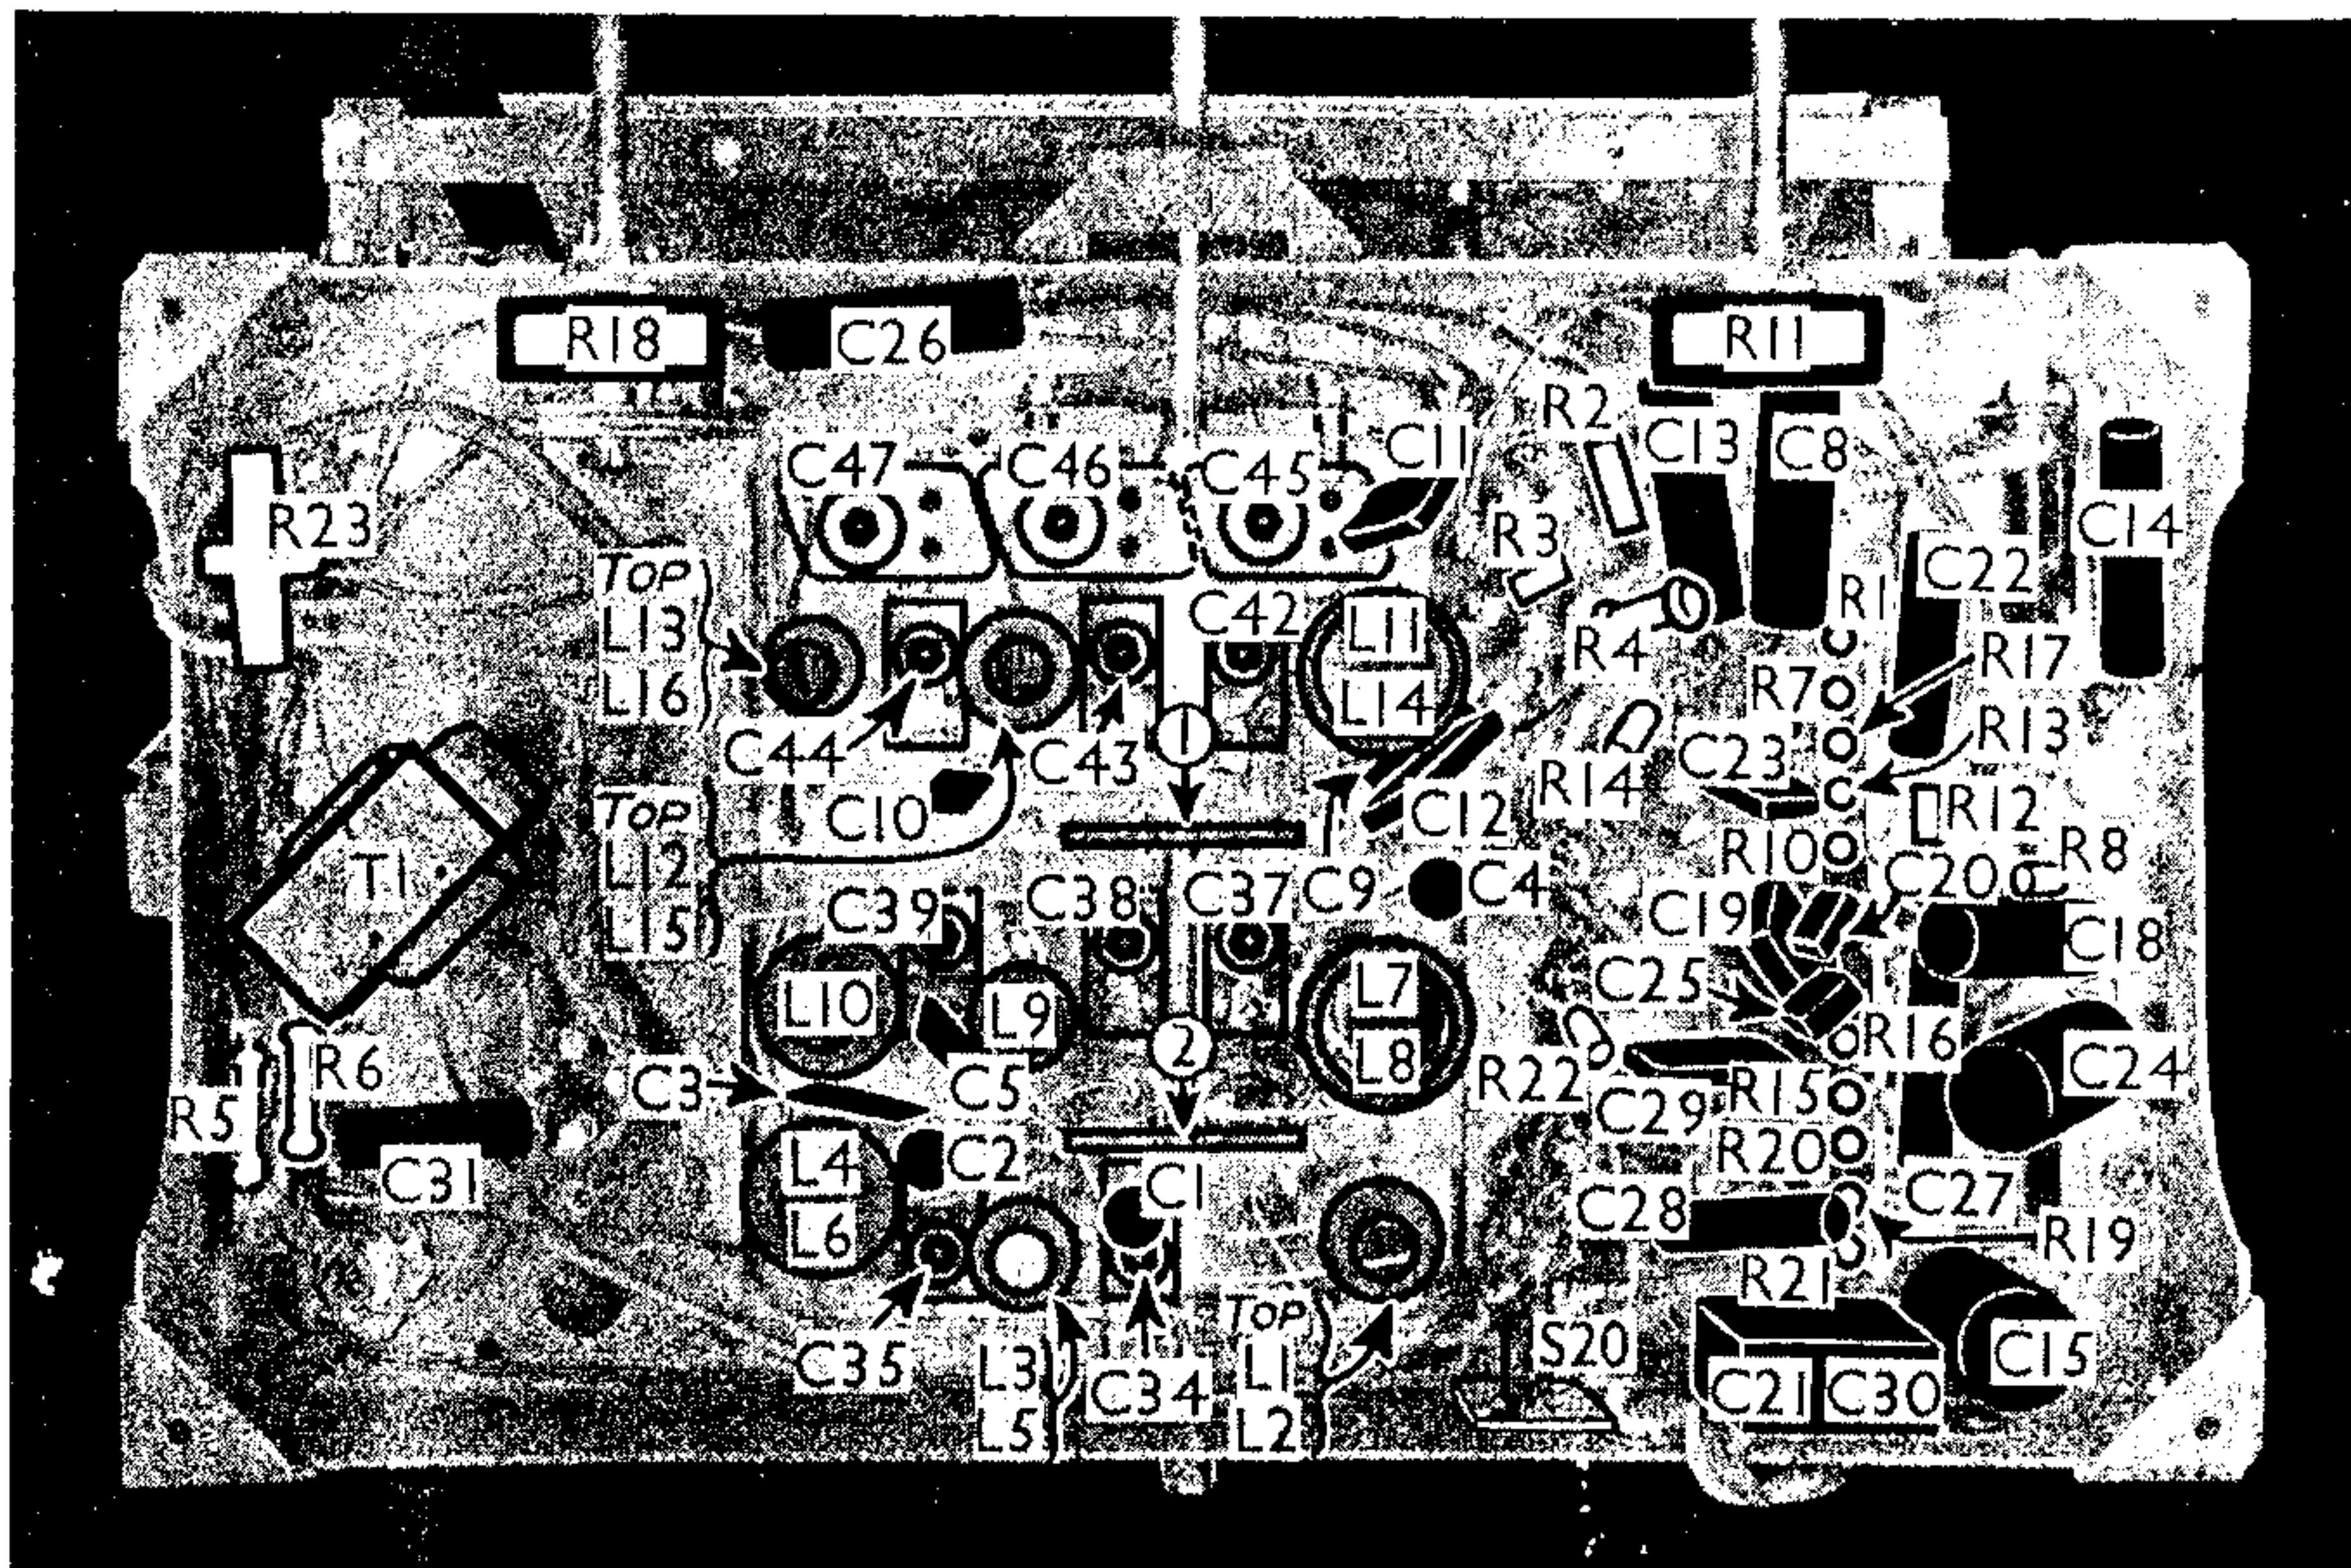 R18
C26
R11
R2
C13
C8
C47
C46
C45
C11
R23
R3
C14
C22
Top
L13
L16
C42
L11
L14
R1
R4
R17
R7
C44
C43
1
C23
R13
R14
C10
C12
R12
Top
L12
L15
T1
R10
R8
C9
C4
C20
C39
C38
C37
C19
C18
L10
L9
L7
L8
C25
2
R16
C24
R6
R5
C3
C5
R22
C29
R15
C31
L4
L6
C2
C1
R20
C28
C27
R19
R21
C35
L3
L5
C34
Top
L1
L2
S20
C21
C30
C15